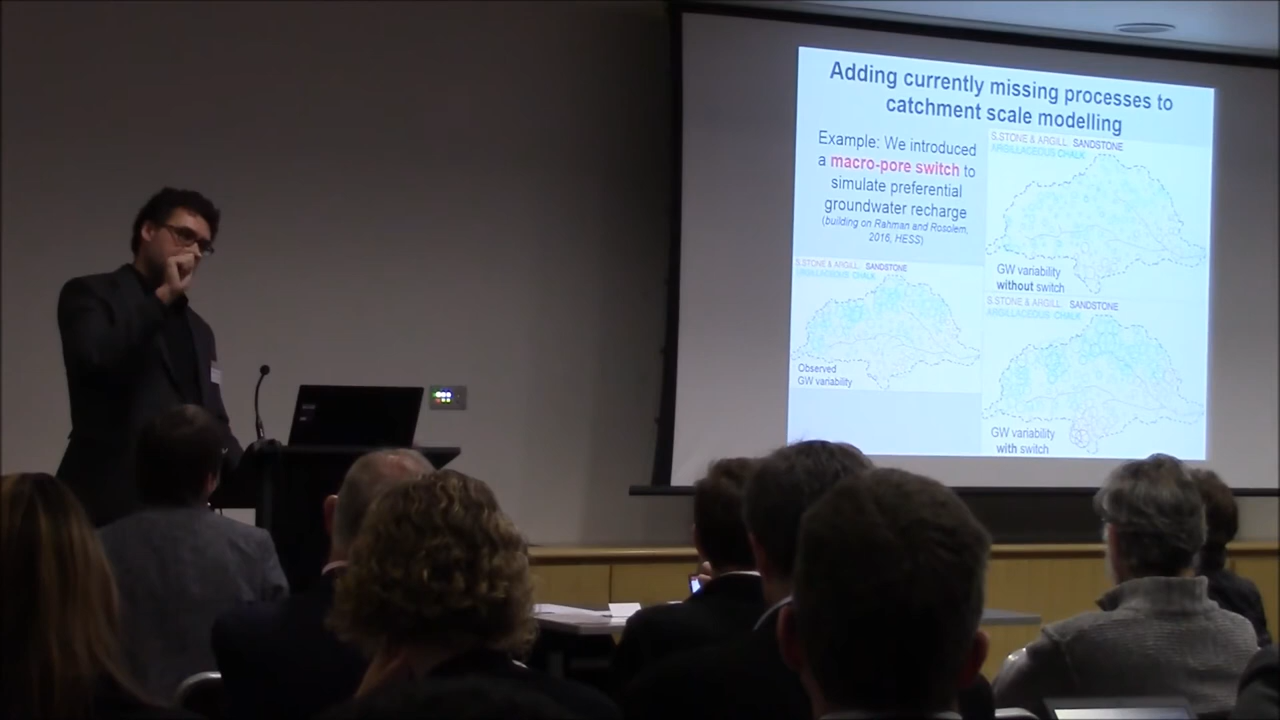 Adding currently missing processes to
catchment scale modelling
Example: We introduced
a macro-pore switch to
simulate preferential
groundwater recharge
(building on Rahman and Rosolem,
2016, HESS)
S.STONE & ARGILL. SANDSTONE
ARGILLACEOUS CHALK
GW variability
without switch
S.STONE & ARGILL. SANDSTONE
ARGILLACEOUS CHALK
Observed
GW variability
S.STONE & ARGILL. SANDSTONE
ARGILLACEOUS CHALK
GW variability
with switch